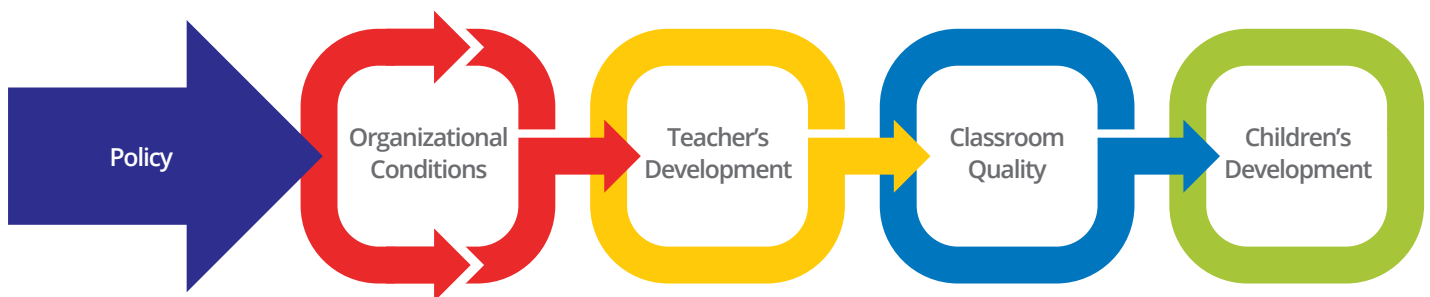 Policy
Organizational
Conditions
Teacher’s
Development
Classroom
Quality
Children’s
Development